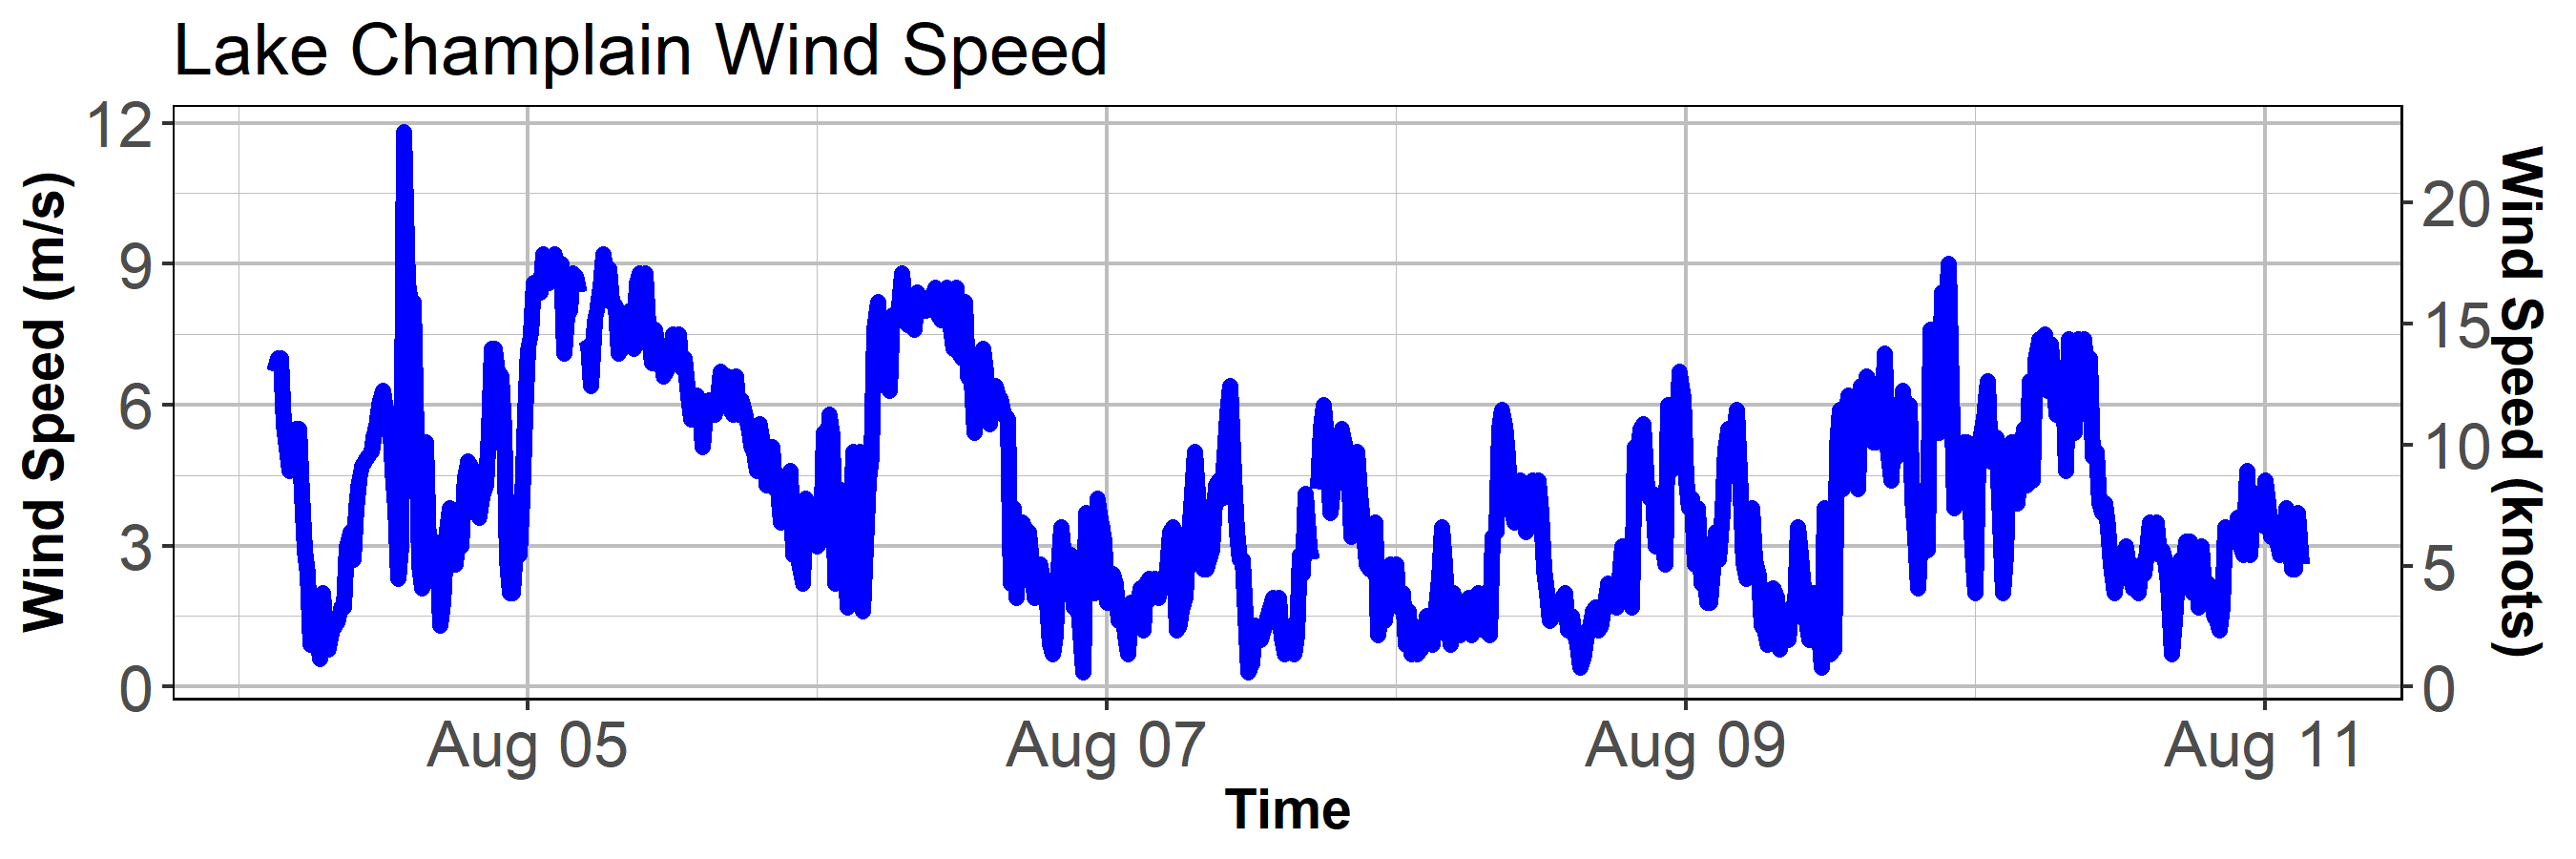 Lake Champlain Wind Speed
Wind Speed (m/s)
12
9
6
3
0
20
15
10
5
0
Wind Speed (knots)
Aug 05
Aug 07
Aug 09
Aug 11
Time